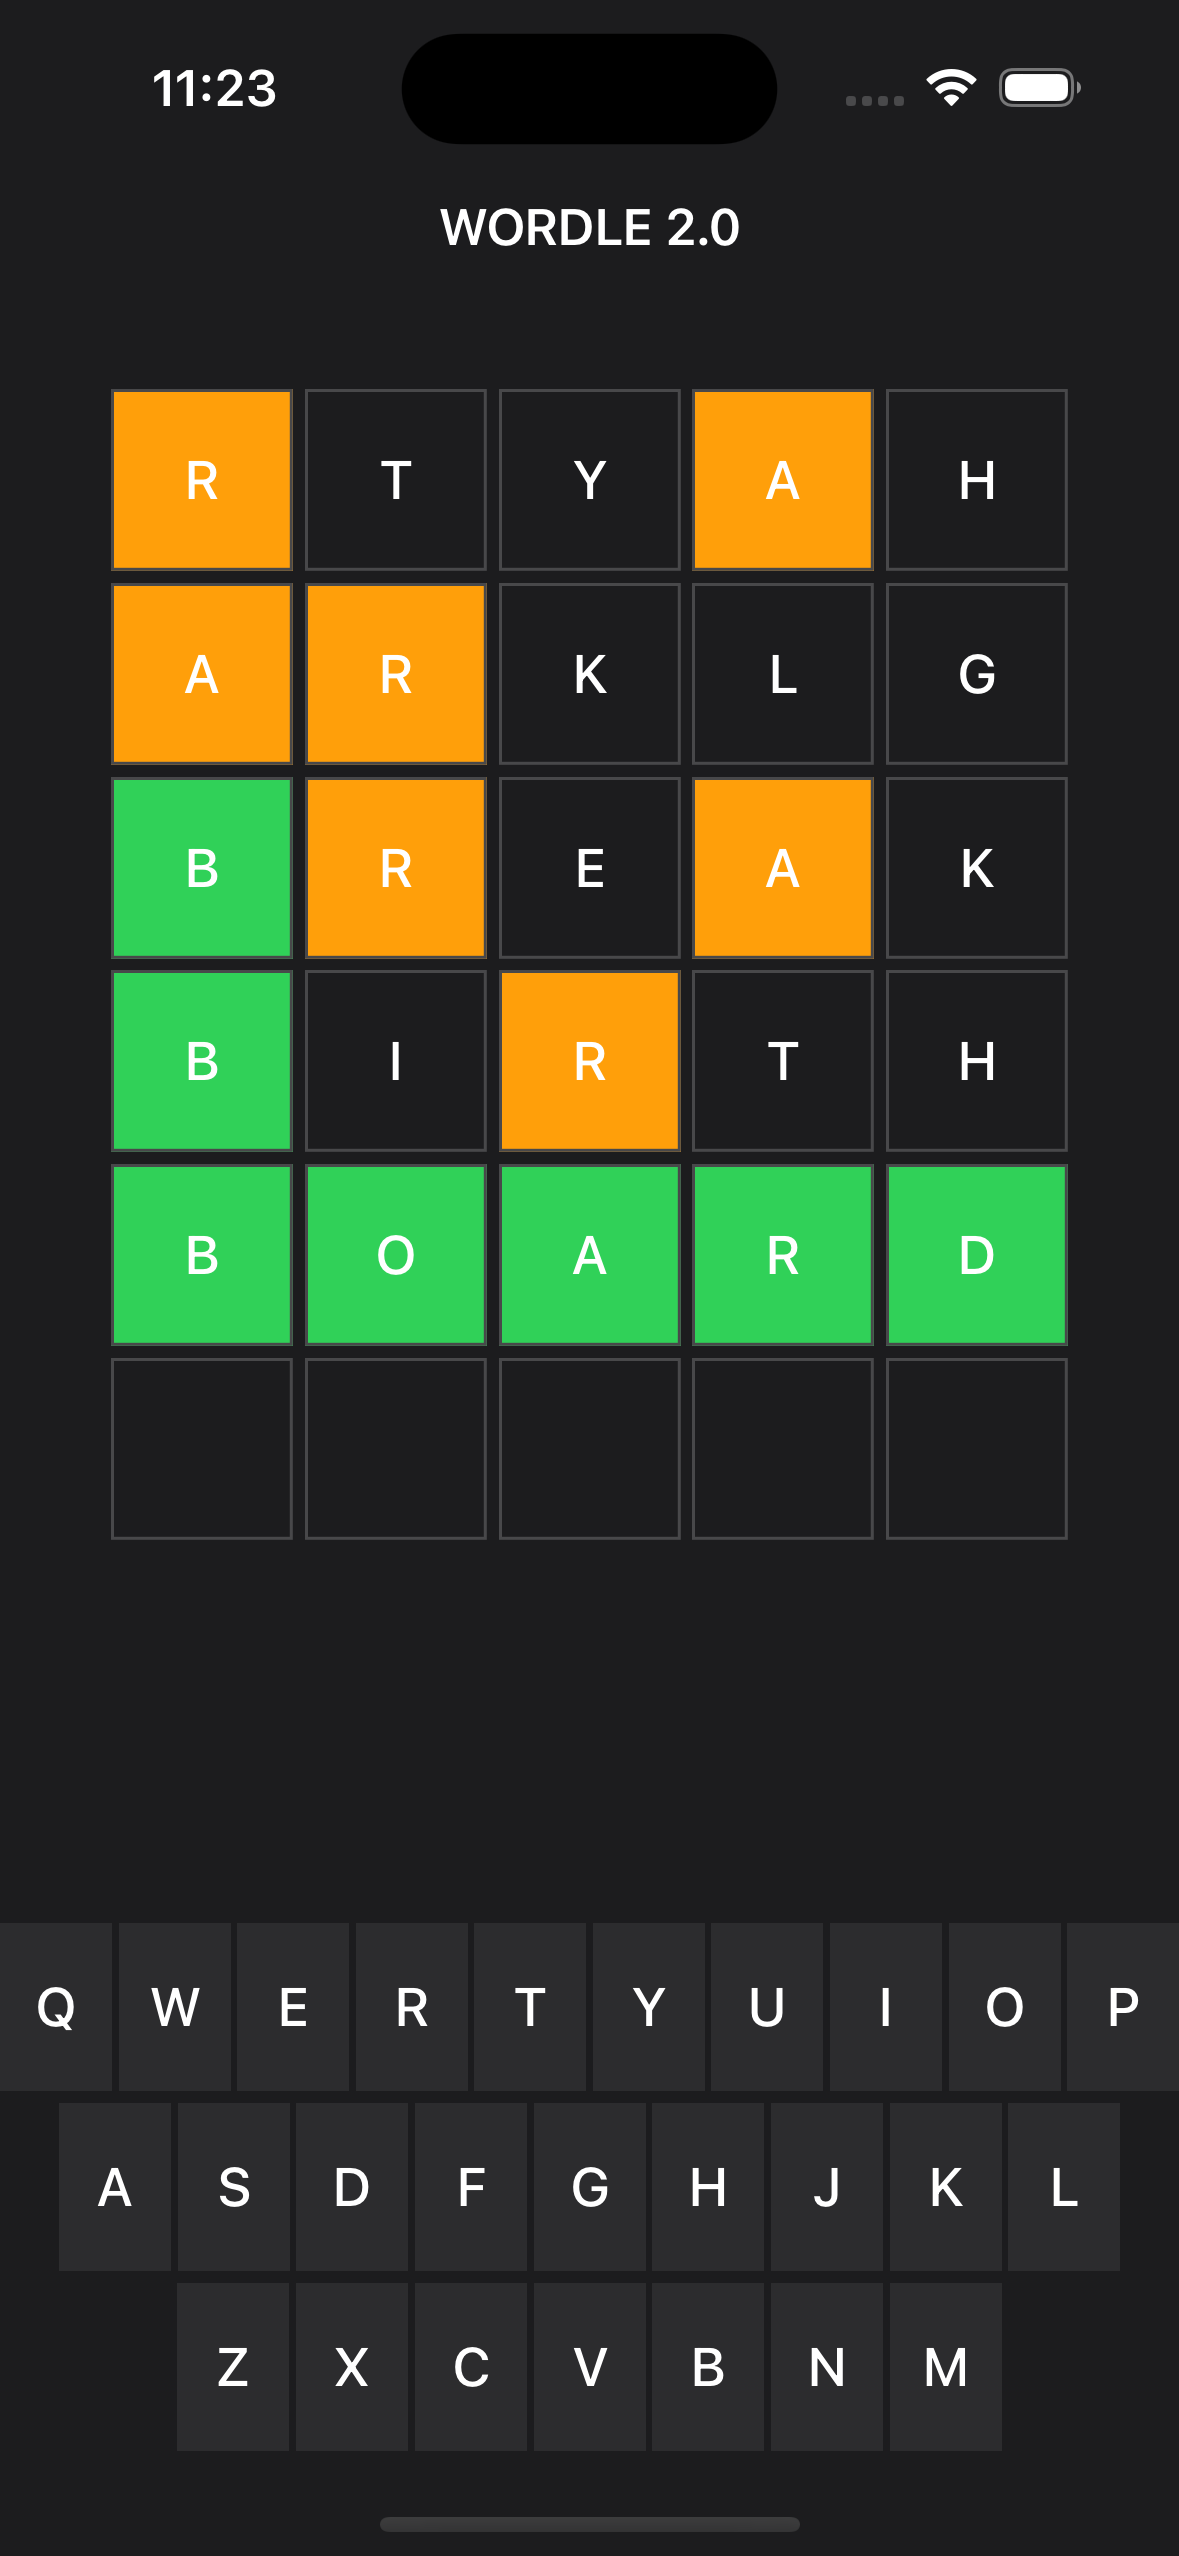 11:23
WORDLE 2.0
R T Y A H
A R K L G
B R E A K
B I R T H
B O A R D
Q W E R T Y U I O P
A S D F G H J K L
Z X C V B N M